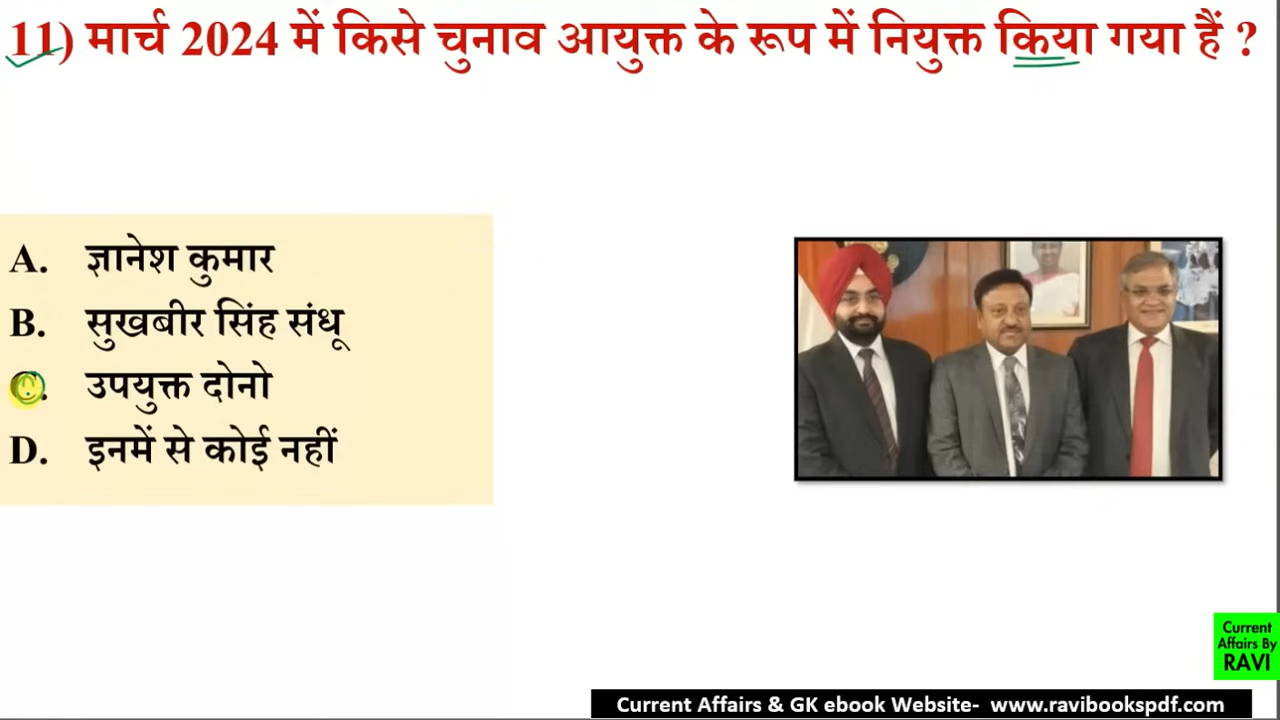 11) मार्च 2024 में किसे चुनाव आयुक्त के रूप में नियुक्त किया गया हैं ?
A. ज्ञानेश कुमार
B. सुखबीर सिंह संधू
C. उपयुक्त दोनो
D. इनमें से कोई नहीं
Current
Affairs By
RAVI
Current Affairs & GK ebook Website- www.ravibookspdf.com